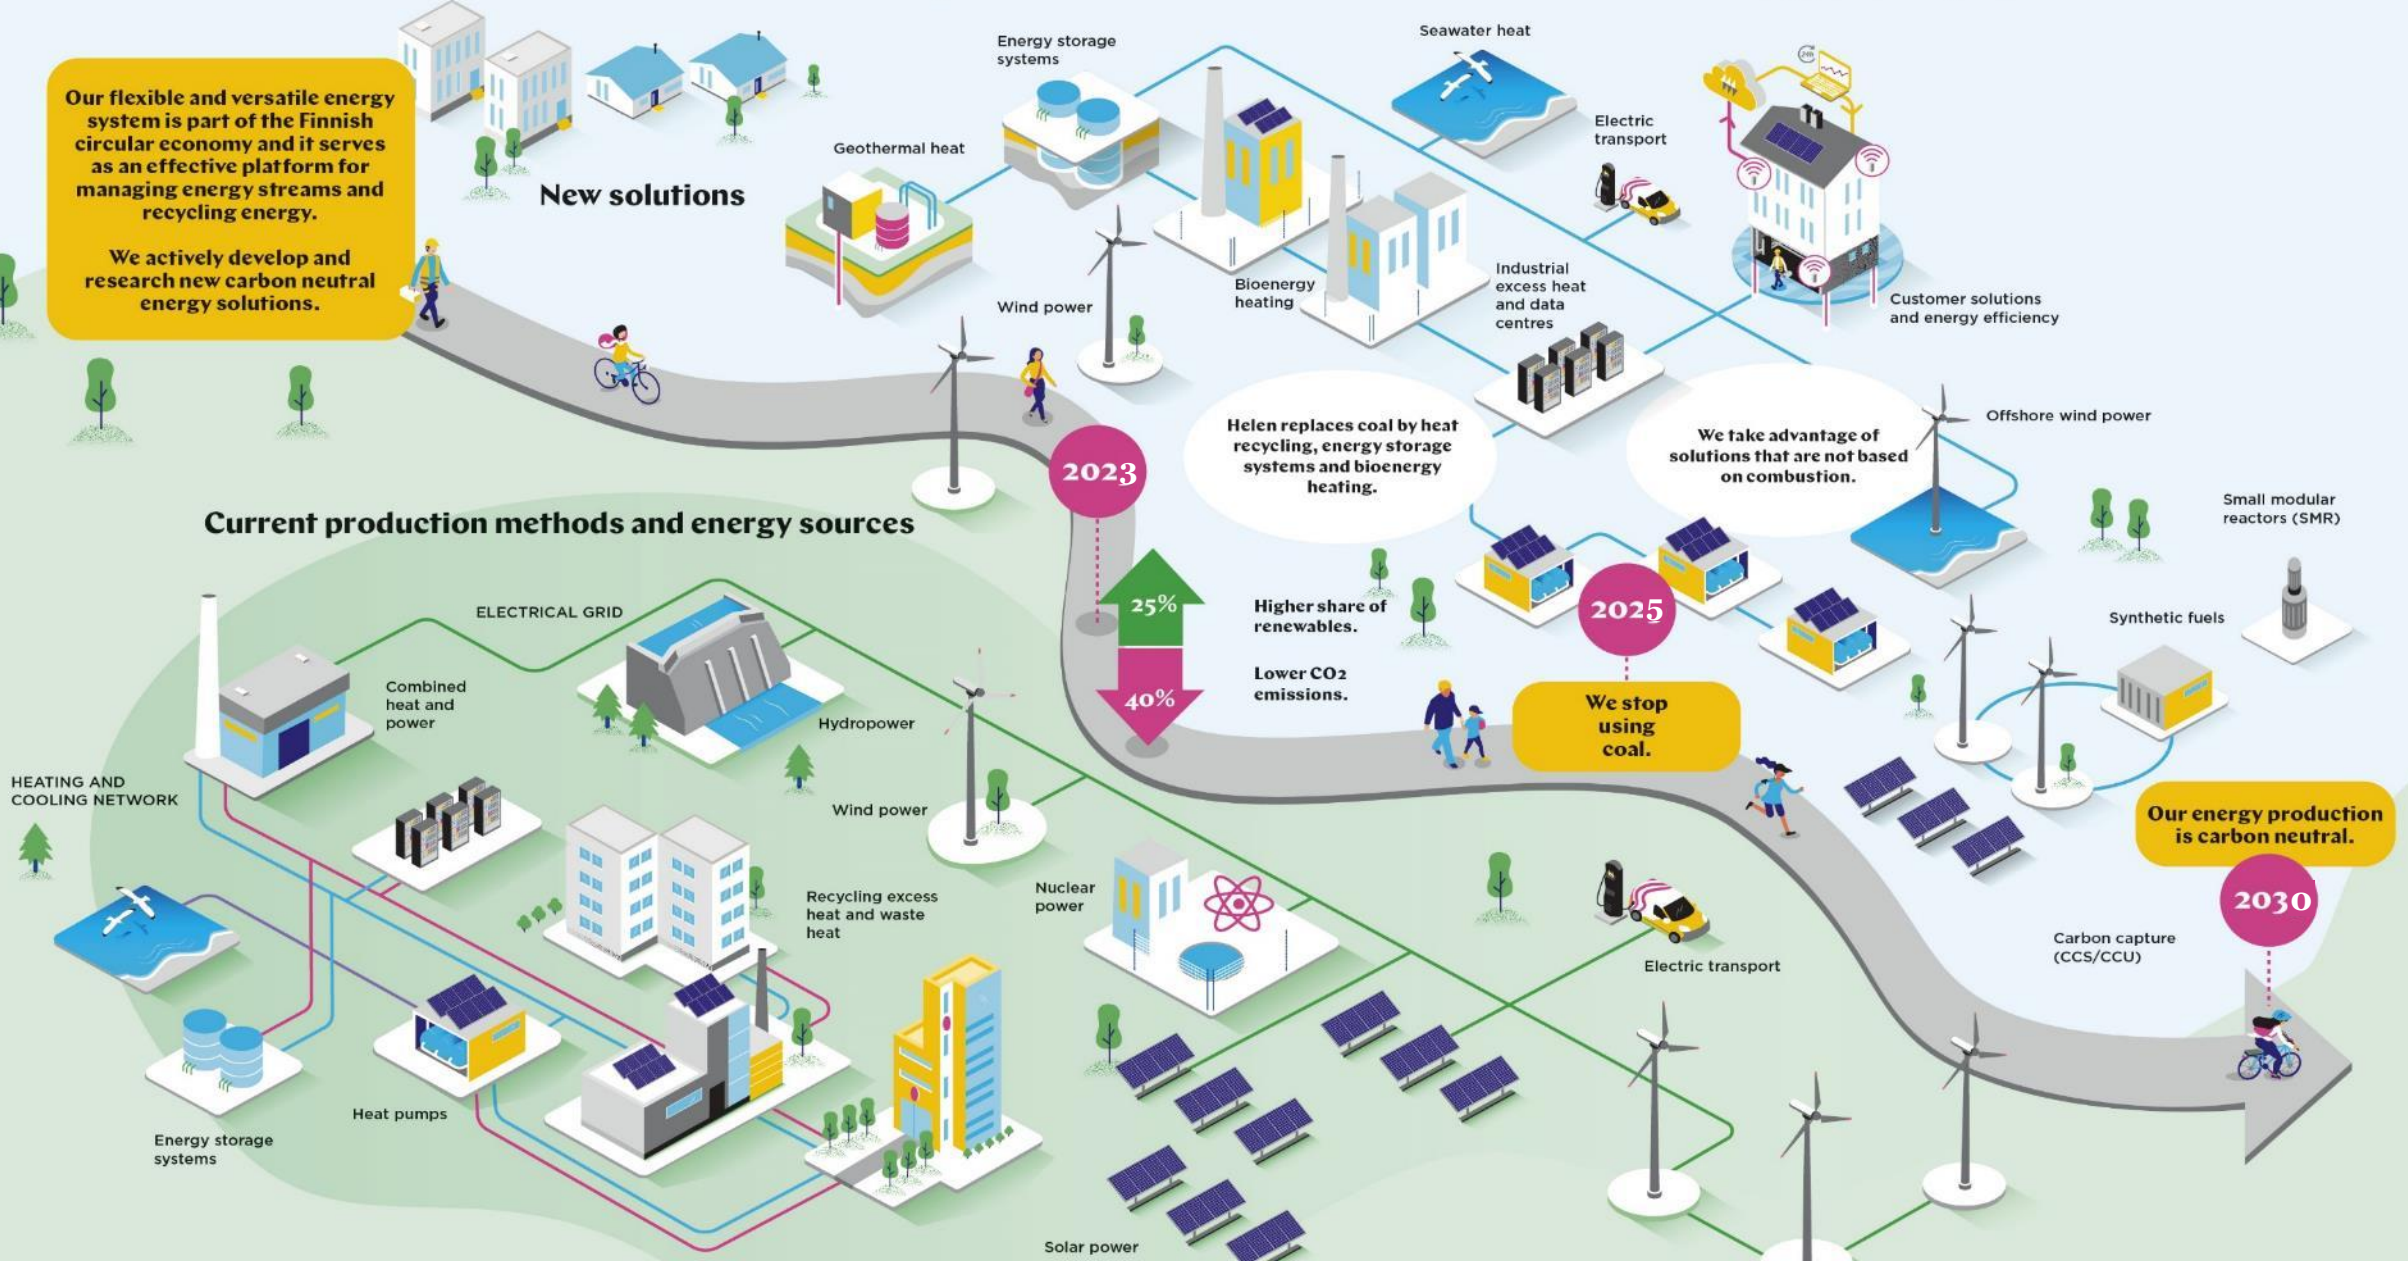 Our flexible and versatile energy
system is part of the Finnish
circular economy and it serves
as an effective platform for
managing energy streams and
recycling energy.
We actively develop and
research new carbon neutral
energy solutions.
New solutions
Geothermal heat
Energy storage
systems
Seawater heat
Electric
transport
Wind power
Bioenergy
heating
Industrial
excess heat
and data
centres
Customer solutions
and energy efficiency
Helen replaces coal by heat
recycling, energy storage
systems and bioenergy
heating.
We take advantage of
solutions that are not based
on combustion.
Offshore wind power
Small modular
reactors (SMR)
Synthetic fuels
2023
25%
Higher share of
renewables.
40%
Lower CO2
emissions.
2025
We stop
using
coal.
Our energy production
is carbon neutral.
2030
Carbon capture
(CCS/CCU)
Current production methods and energy sources
ELECTRICAL GRID
Combined
heat and
power
Hydropower
HEATING AND
COOLING NETWORK
Wind power
Recycling excess
heat and waste
heat
Nuclear
power
Electric transport
Heat pumps
Energy storage
systems
Solar power